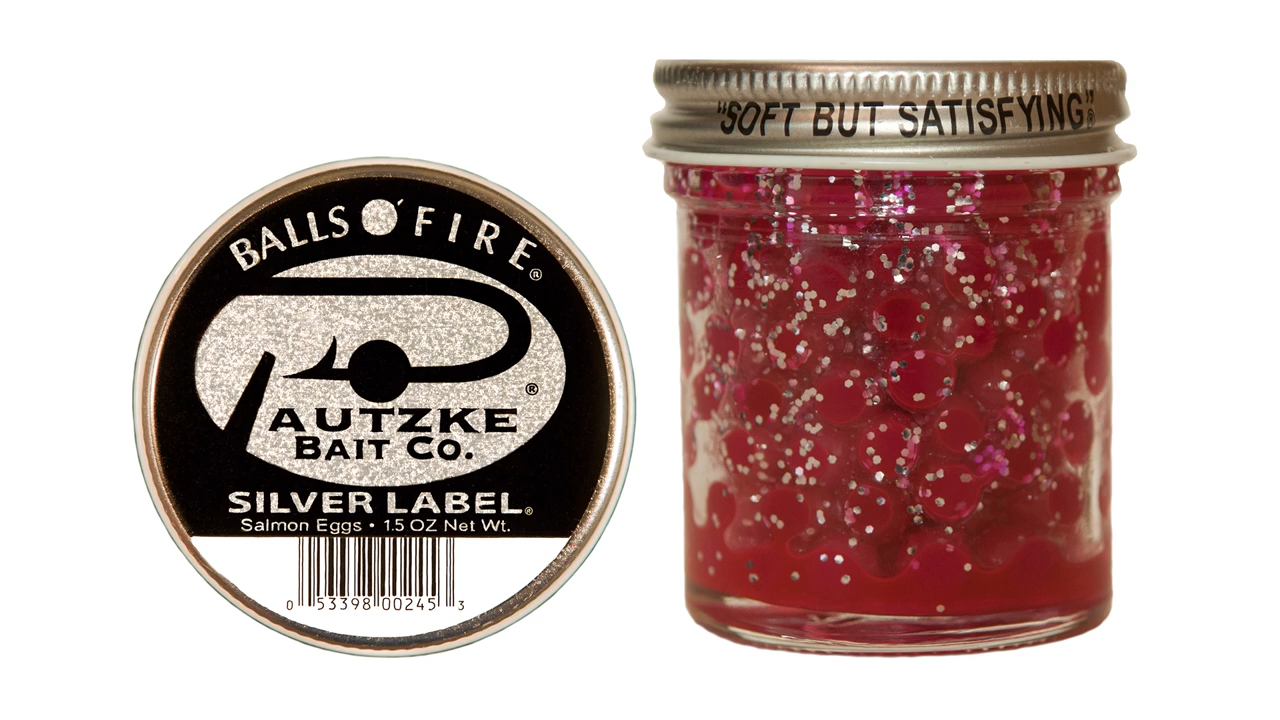 BALLS O' FIRE®
PAUTZKE®
BAIT CO.
SILVER LABEL®
Salmon Eggs • 1.5 OZ Net Wt.
0 53398 00245 3
"SOFT BUT SATISFYING"®